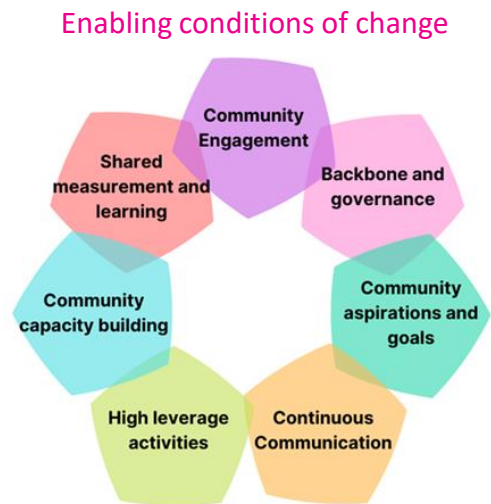 Enabling conditions of change
Community
Engagement
Backbone and
governance
Community
aspirations and
goals
Continuous
Communication
High leverage
activities
Community
capacity building
Shared
measurement and
learning